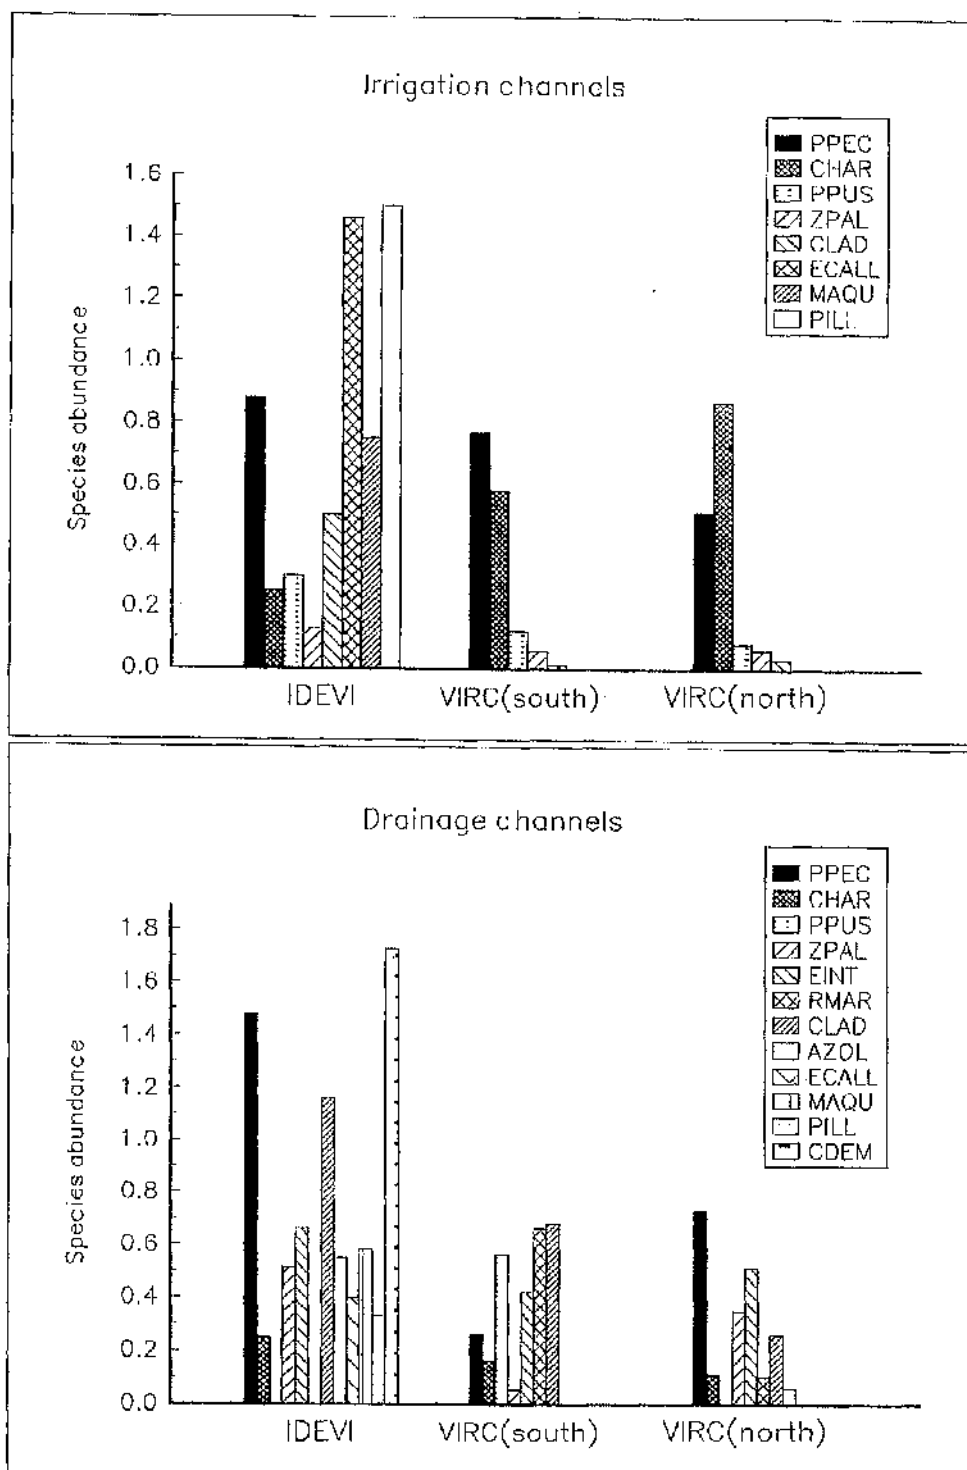 Irrigation channels
PPEC
CHAR
PPUS
ZPAL
CLAD
ECALL
MAQU
PILL
1.6
1.4
1.2
1.0
0.8
0.6
0.4
0.2
0.0
Species abundance
IDEVI VIRC(south) VIRC(north)
Drainage channels
PPEC
CHAR
PPUS
ZPAL
EINT
RMAR
CLAD
AZOL
ECALL
MAQU
PILL
CDEM
1.8
1.6
1.4
1.2
1.0
0.8
0.6
0.4
0.2
0.0
Species abundance
IDEVI VIRC(south) VIRC(north)